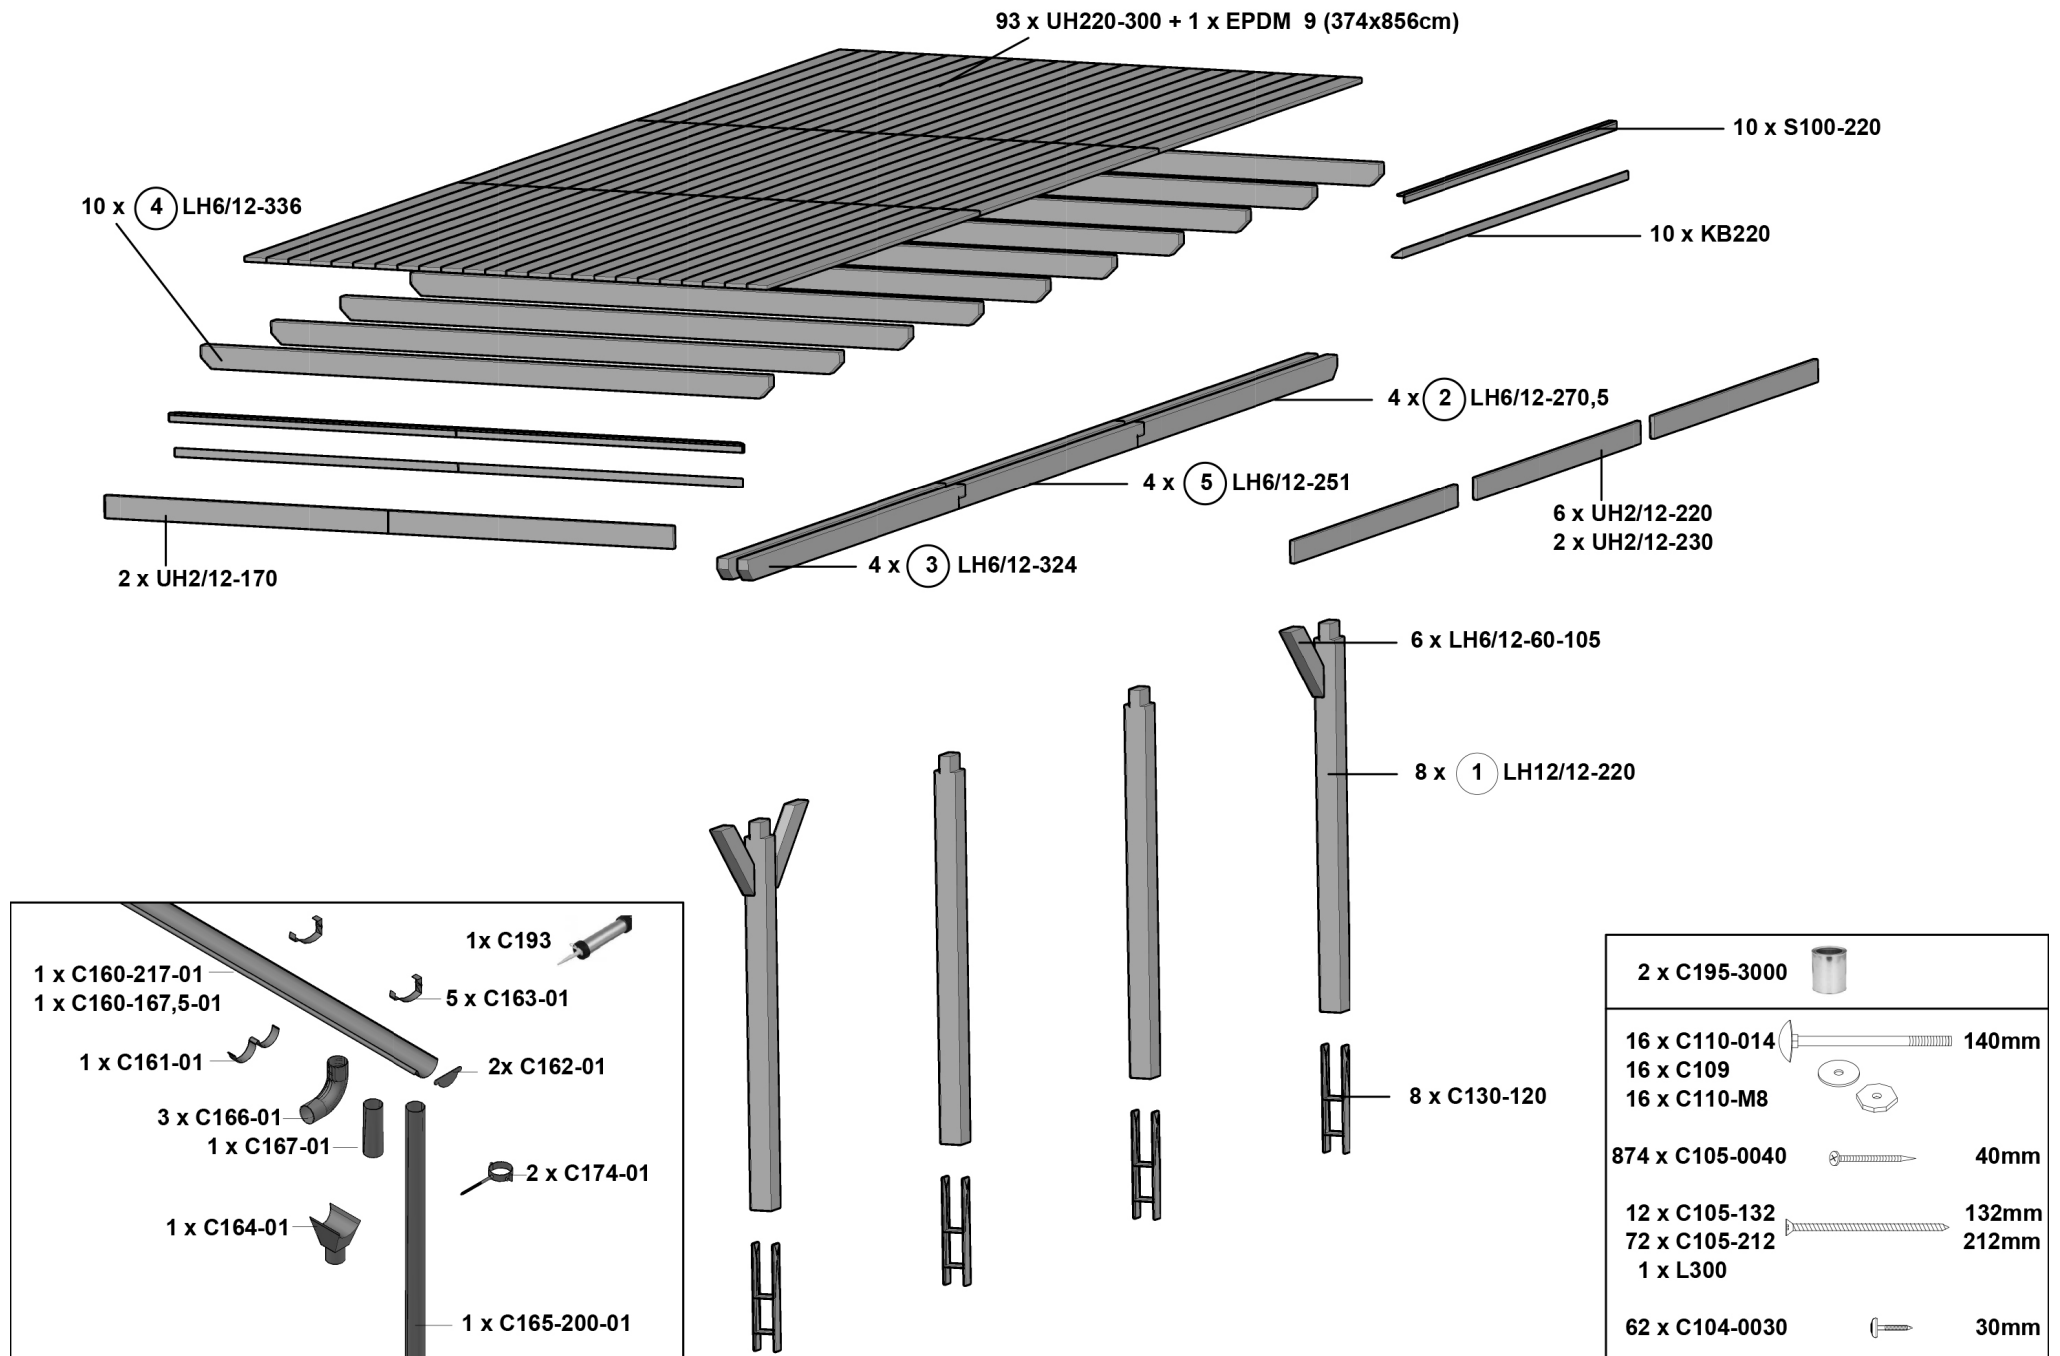 93 x UH220-300 + 1 x EPDM 9 (374x856cm)
10 x S100-220
10 x 4 LH6/12-336
10 x KB220
4 x 2 LH6/12-270,5
4 x 5 LH6/12-251
6 x UH2/12-220
2 x UH2/12-230
4 x 3 LH6/12-324
2 x UH2/12-170
6 x LH6/12-60-105
8 x 1 LH12/12-220
8 x C130-120
1x C193
1 x C160-217-01
1 x C160-167,5-01
5 x C163-01
1 x C161-01
2x C162-01
3 x C166-01
1 x C167-01
2 x C174-01
1 x C164-01
1 x C165-200-01
2 x C195-3000
16 x C110-014 140mm
16 x C109
16 x C110-M8
874 x C105-0040 40mm
12 x C105-132 132mm
72 x C105-212 212mm
1 x L300
62 x C104-0030 30mm